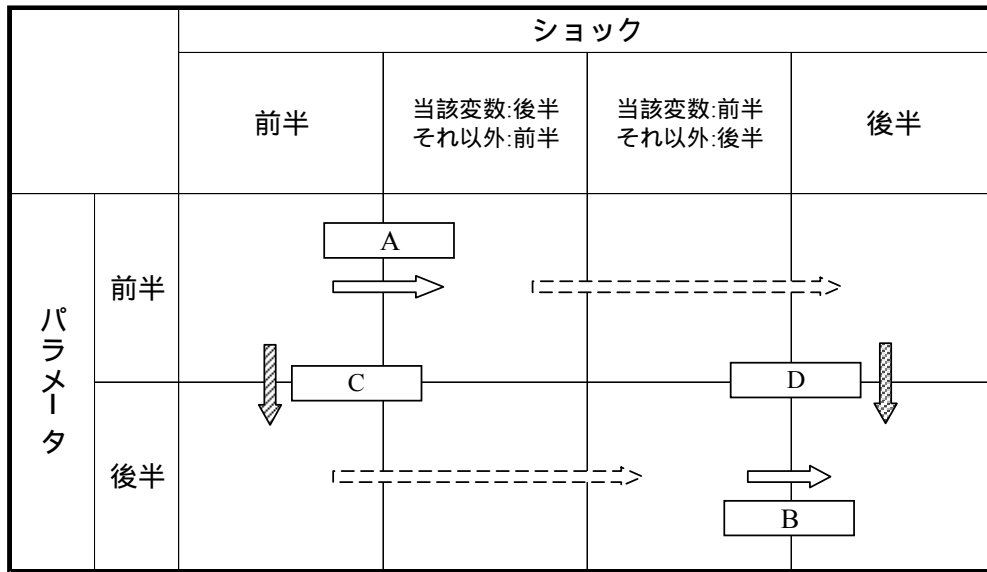 ショック
前半
当該変数:後半
それ以外:前半
当該変数:前半
それ以外:後半
後半
パラメータ
前半
A
C
D
後半
B